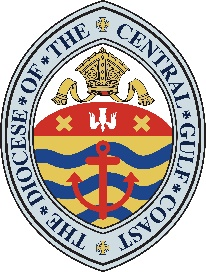 THE DIOCESE OF THE CENTRAL GULF COAST